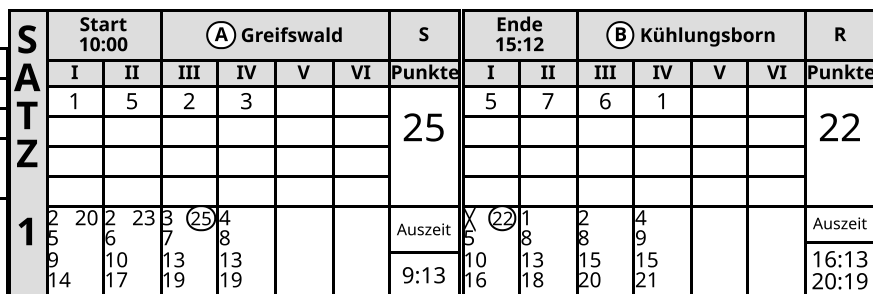 SATZ 1
Start 10:00 A Greifswald S Ende 15:12 B Kühlungsborn R
I II III IV V VI Punkte I II III IV V VI Punkte
1 5 2 3 25 5 7 6 1 22
2 20 2 23 3 25 4 Auszeit X 22 1 2 4 Auszeit
5 6 7 8 5 8 8 9
9 10 13 13 9:13 10 13 15 15 16:13
14 17 19 19 16 18 20 21 20:19